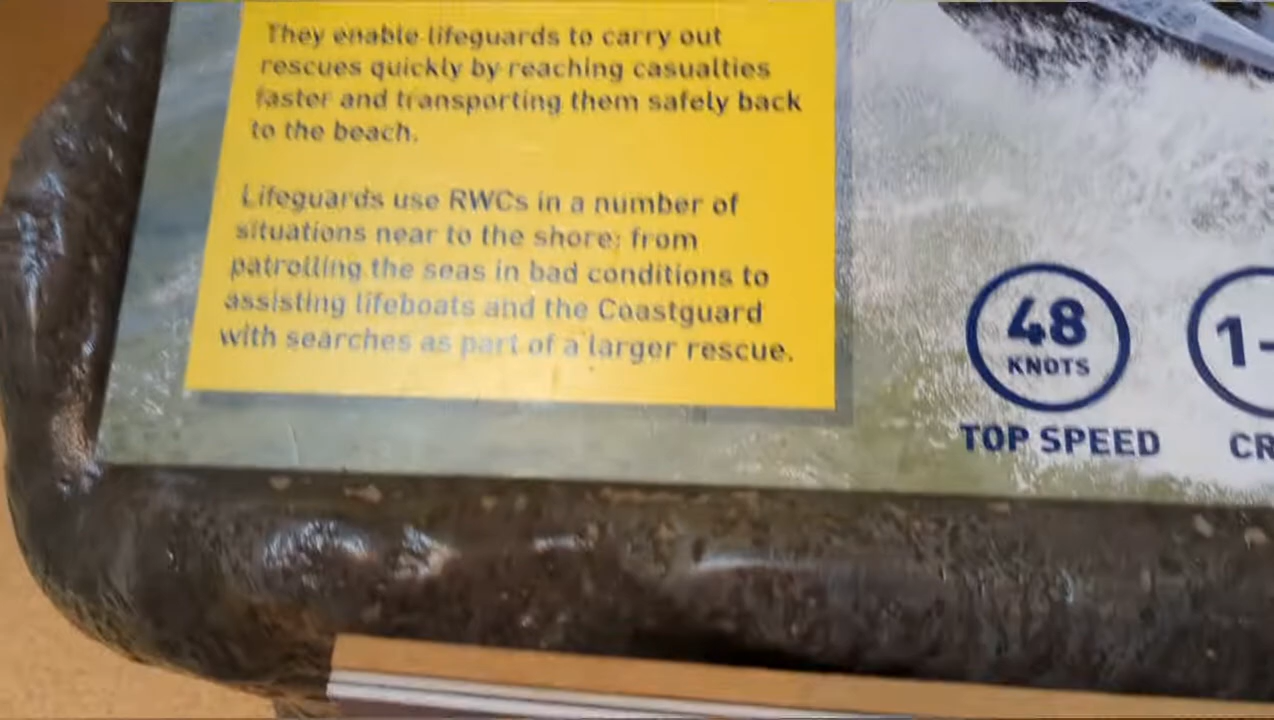 They enable lifeguards to carry out
rescues quickly by reaching casualties
faster and transporting them safely back
to the beach.
Lifeguards use RWCs in a number of
situations near to the shore: from
patrolling the seas in bad conditions to
assisting lifeboats and the Coastguard
with searches as part of a larger rescue.
48
KNOTS
TOP SPEED
1-
CR